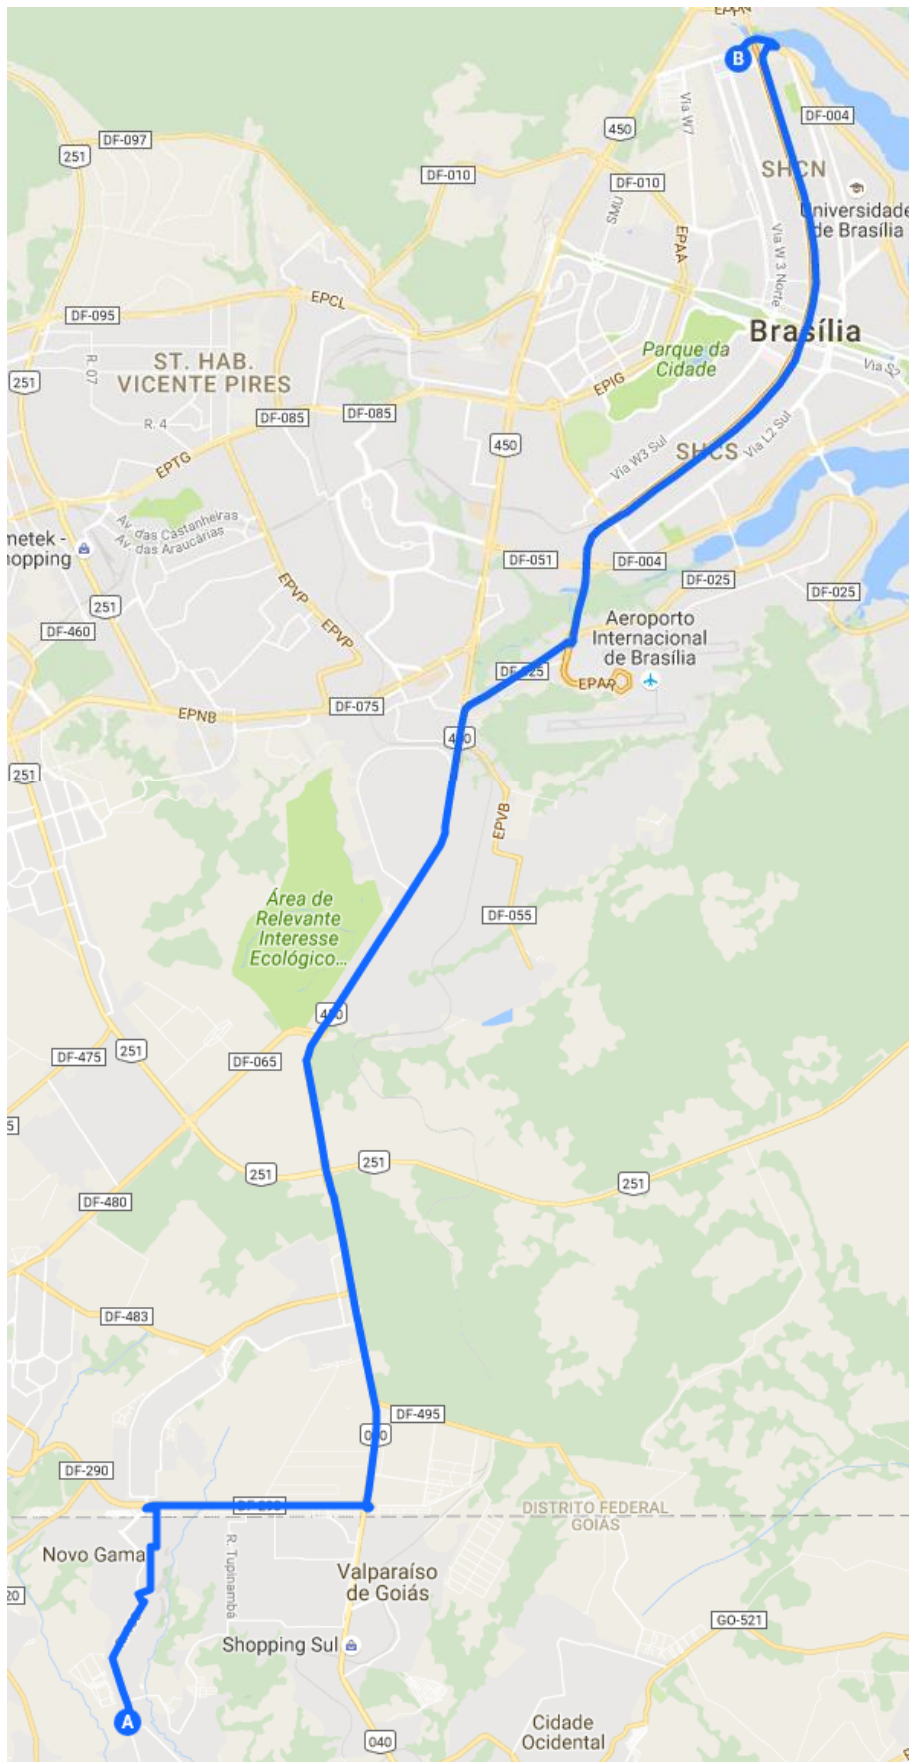 B
450
DF-004
DF-097
251
Via W7
SHCN
DF-010
DF-010
SMU
Universidade
de Brasília
EPAA
Via W 3 Norte
EPCL
DF-095
Brasília
Parque da
Cidade
ST. HAB.
VICENTE PIRES
R. 07
251
Via S2
EPIG
DF-085
DF-085
R. 4
450
Via W3 Sul
SHCS
Via L2 Sul
EPTG
Av. das Castanheiras
Av. das Araucárias
metek -
hopping
DF-051
DF-004
DF-025
DF-025
EPVP
251
DF-460
EPVP
Aeroporto
Internacional
de Brasília
EPAR
DF-075
EPNB
251
EPVB
Área de
Relevante
Interesse
Ecológico...
DF-055
251
DF-475
DF-065
251
251
251
DF-480
DF-483
DF-495
DF-290
DISTRITO FEDERAL
GOIÁS
Novo Gama
R. Tupinambá
Valparaíso
de Goiás
20
GO-521
Shopping Sul
A
Cidade
Ocidental
040